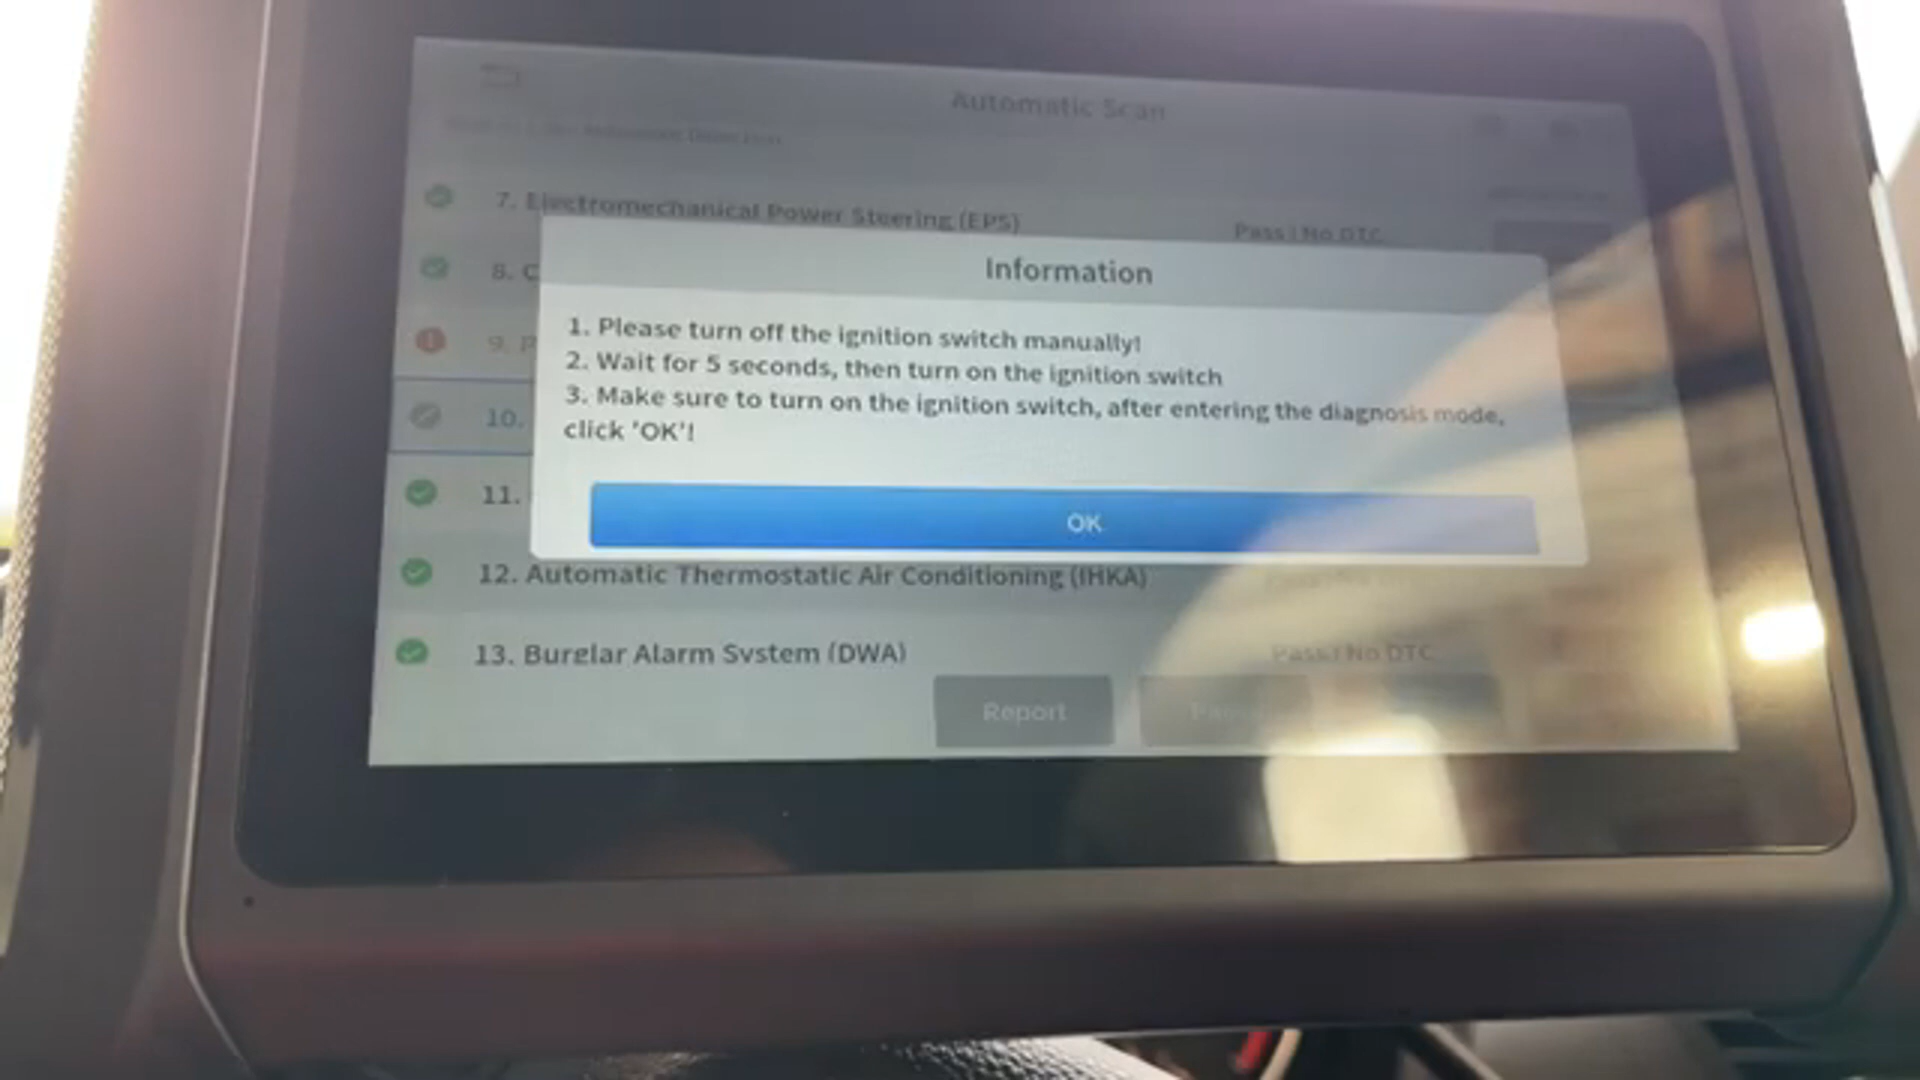 Automatic Scan
7. Electromechanical Power Steering (EPS)
Pass | No DTC
8. C
Information
1. Please turn off the ignition switch manually!
2. Wait for 5 seconds, then turn on the ignition switch
3. Make sure to turn on the ignition switch, after entering the diagnosis mode,
click 'OK'!
9.
10.
11.
OK
12. Automatic Thermostatic Air Conditioning (IHKA)
13. Burglar Alarm System (DWA)
Pass | No DTC
Report